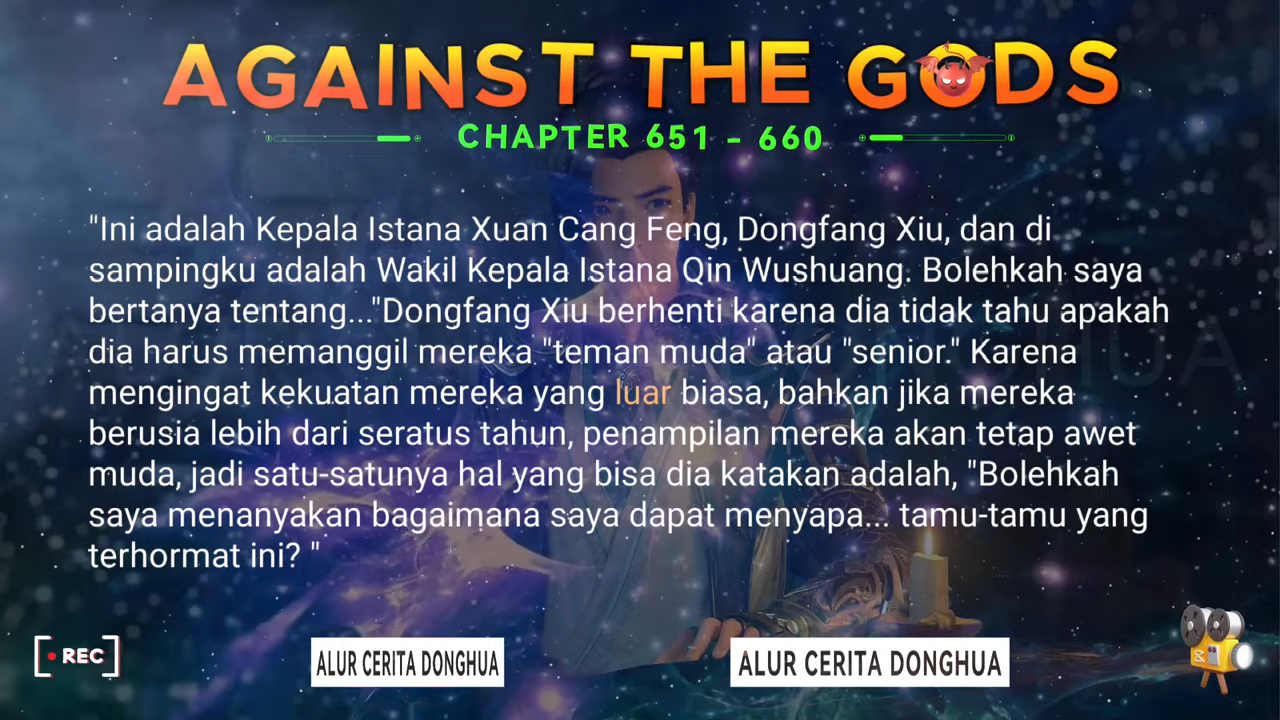 AGAINST THE GODS
CHAPTER 651 - 660
"Ini adalah Kepala Istana Xuan Cang Feng, Dongfang Xiu, dan di
sampingku adalah Wakil Kepala Istana Qin Wushuang. Bolehkah saya
bertanya tentang..."Dongfang Xiu berhenti karena dia tidak tahu apakah
dia harus memanggil mereka "teman muda" atau "senior." Karena
mengingat kekuatan mereka yang luar biasa, bahkan jika mereka
berusia lebih dari seratus tahun, penampilan mereka akan tetap awet
muda, jadi satu-satunya hal yang bisa dia katakan adalah, "Bolehkah
saya menanyakan bagaimana saya dapat menyapa... tamu-tamu yang
terhormat ini? "
REC
ALUR CERITA DONGHUA
ALUR CERITA DONGHUA